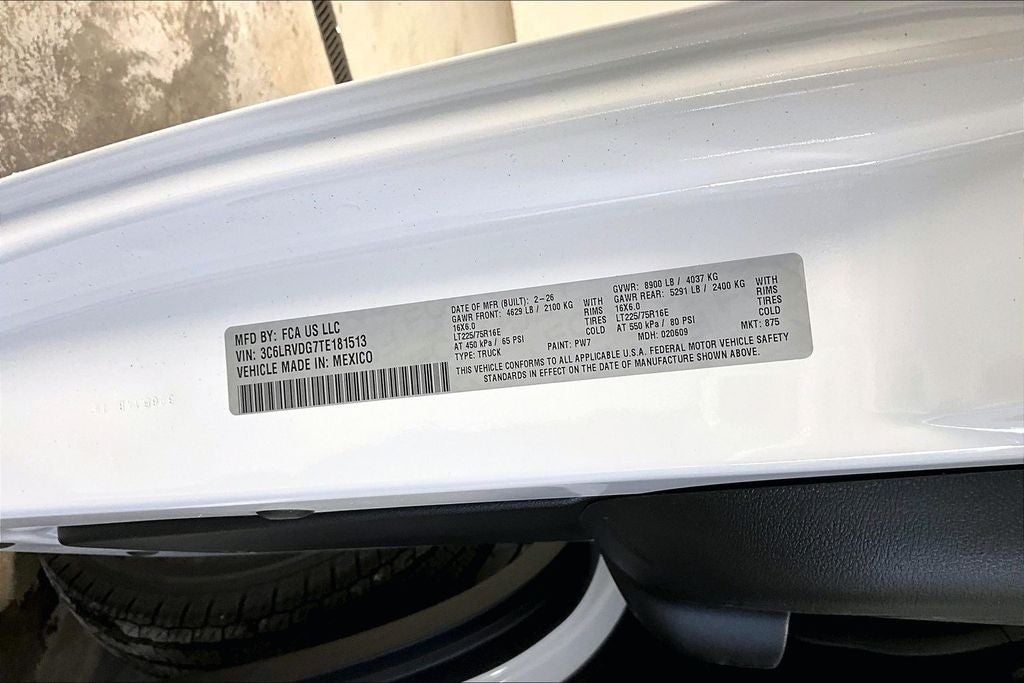 MFD BY: FCA US LLC
VIN: 3C6LRVDG7TE181513
VEHICLE MADE IN: MEXICO
DATE OF MFR (BUILT): 2-26
GAWR FRONT: 4629 LB / 2100 KG WITH
16X6.0 RIMS
LT225/75R16E TIRES
AT 450 kPa / 65 PSI COLD
TYPE: TRUCK PAINT: PW7
GVWR: 8900 LB / 4037 KG
GAWR REAR: 5291 LB / 2400 KG WITH
16X6.0 RIMS
LT225/75R16E TIRES
AT 550 kPa / 80 PSI COLD
MDH: 020609 MKT: 875
THIS VEHICLE CONFORMS TO ALL APPLICABLE U.S.A. FEDERAL MOTOR VEHICLE SAFETY
STANDARDS IN EFFECT ON THE DATE OF MANUFACTURE SHOWN ABOVE.